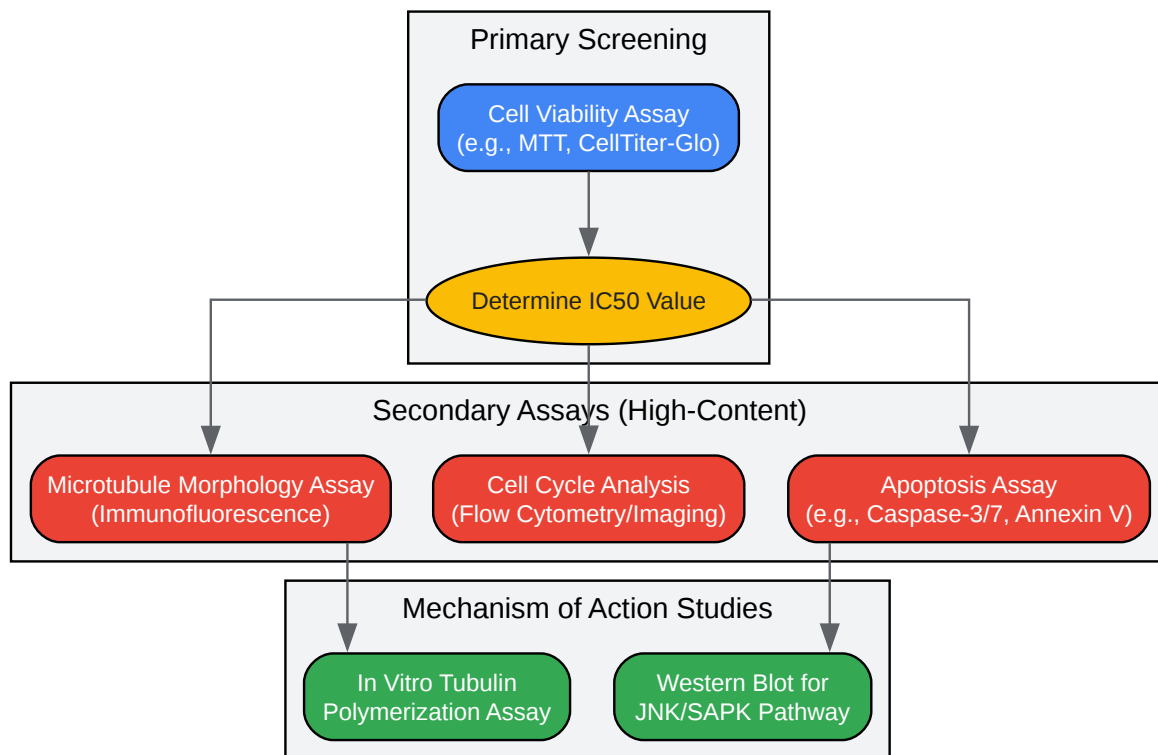 Primary Screening
Cell Viability Assay
(e.g., MTT, CellTiter-Glo)
Determine IC50 Value
Secondary Assays (High-Content)
Microtubule Morphology Assay
(Immunofluorescence)
Cell Cycle Analysis
(Flow Cytometry/Imaging)
Apoptosis Assay
(e.g., Caspase-3/7, Annexin V)
Mechanism of Action Studies
In Vitro Tubulin
Polymerization Assay
Western Blot for
JNK/SAPK Pathway